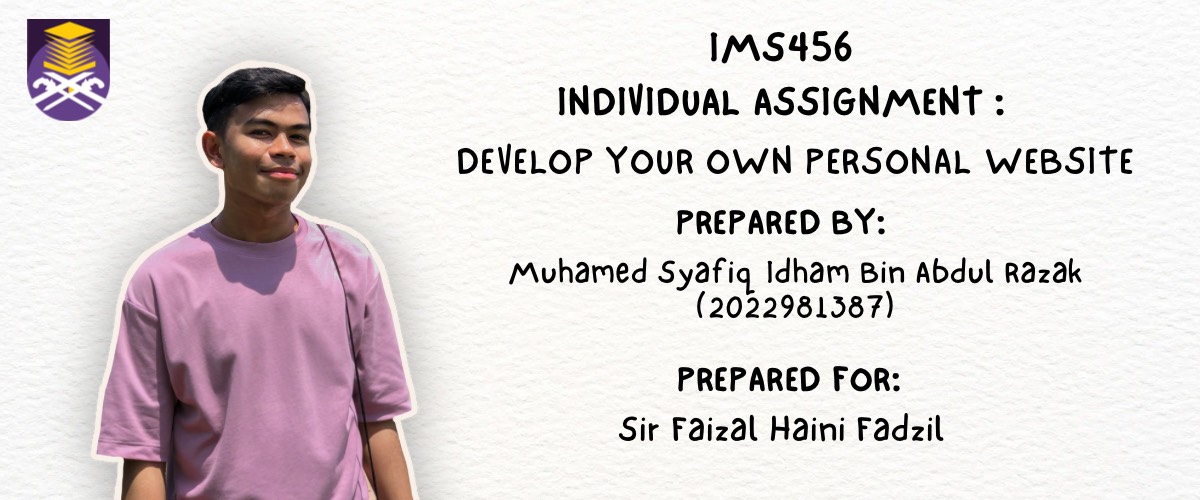 IMS456
INDIVIDUAL ASSIGNMENT :
DEVELOP YOUR OWN PERSONAL WEBSITE
PREPARED BY:
Muhamed Syafiq Idham Bin Abdul Razak
(2022981387)
PREPARED FOR:
Sir Faizal Haini Fadzil